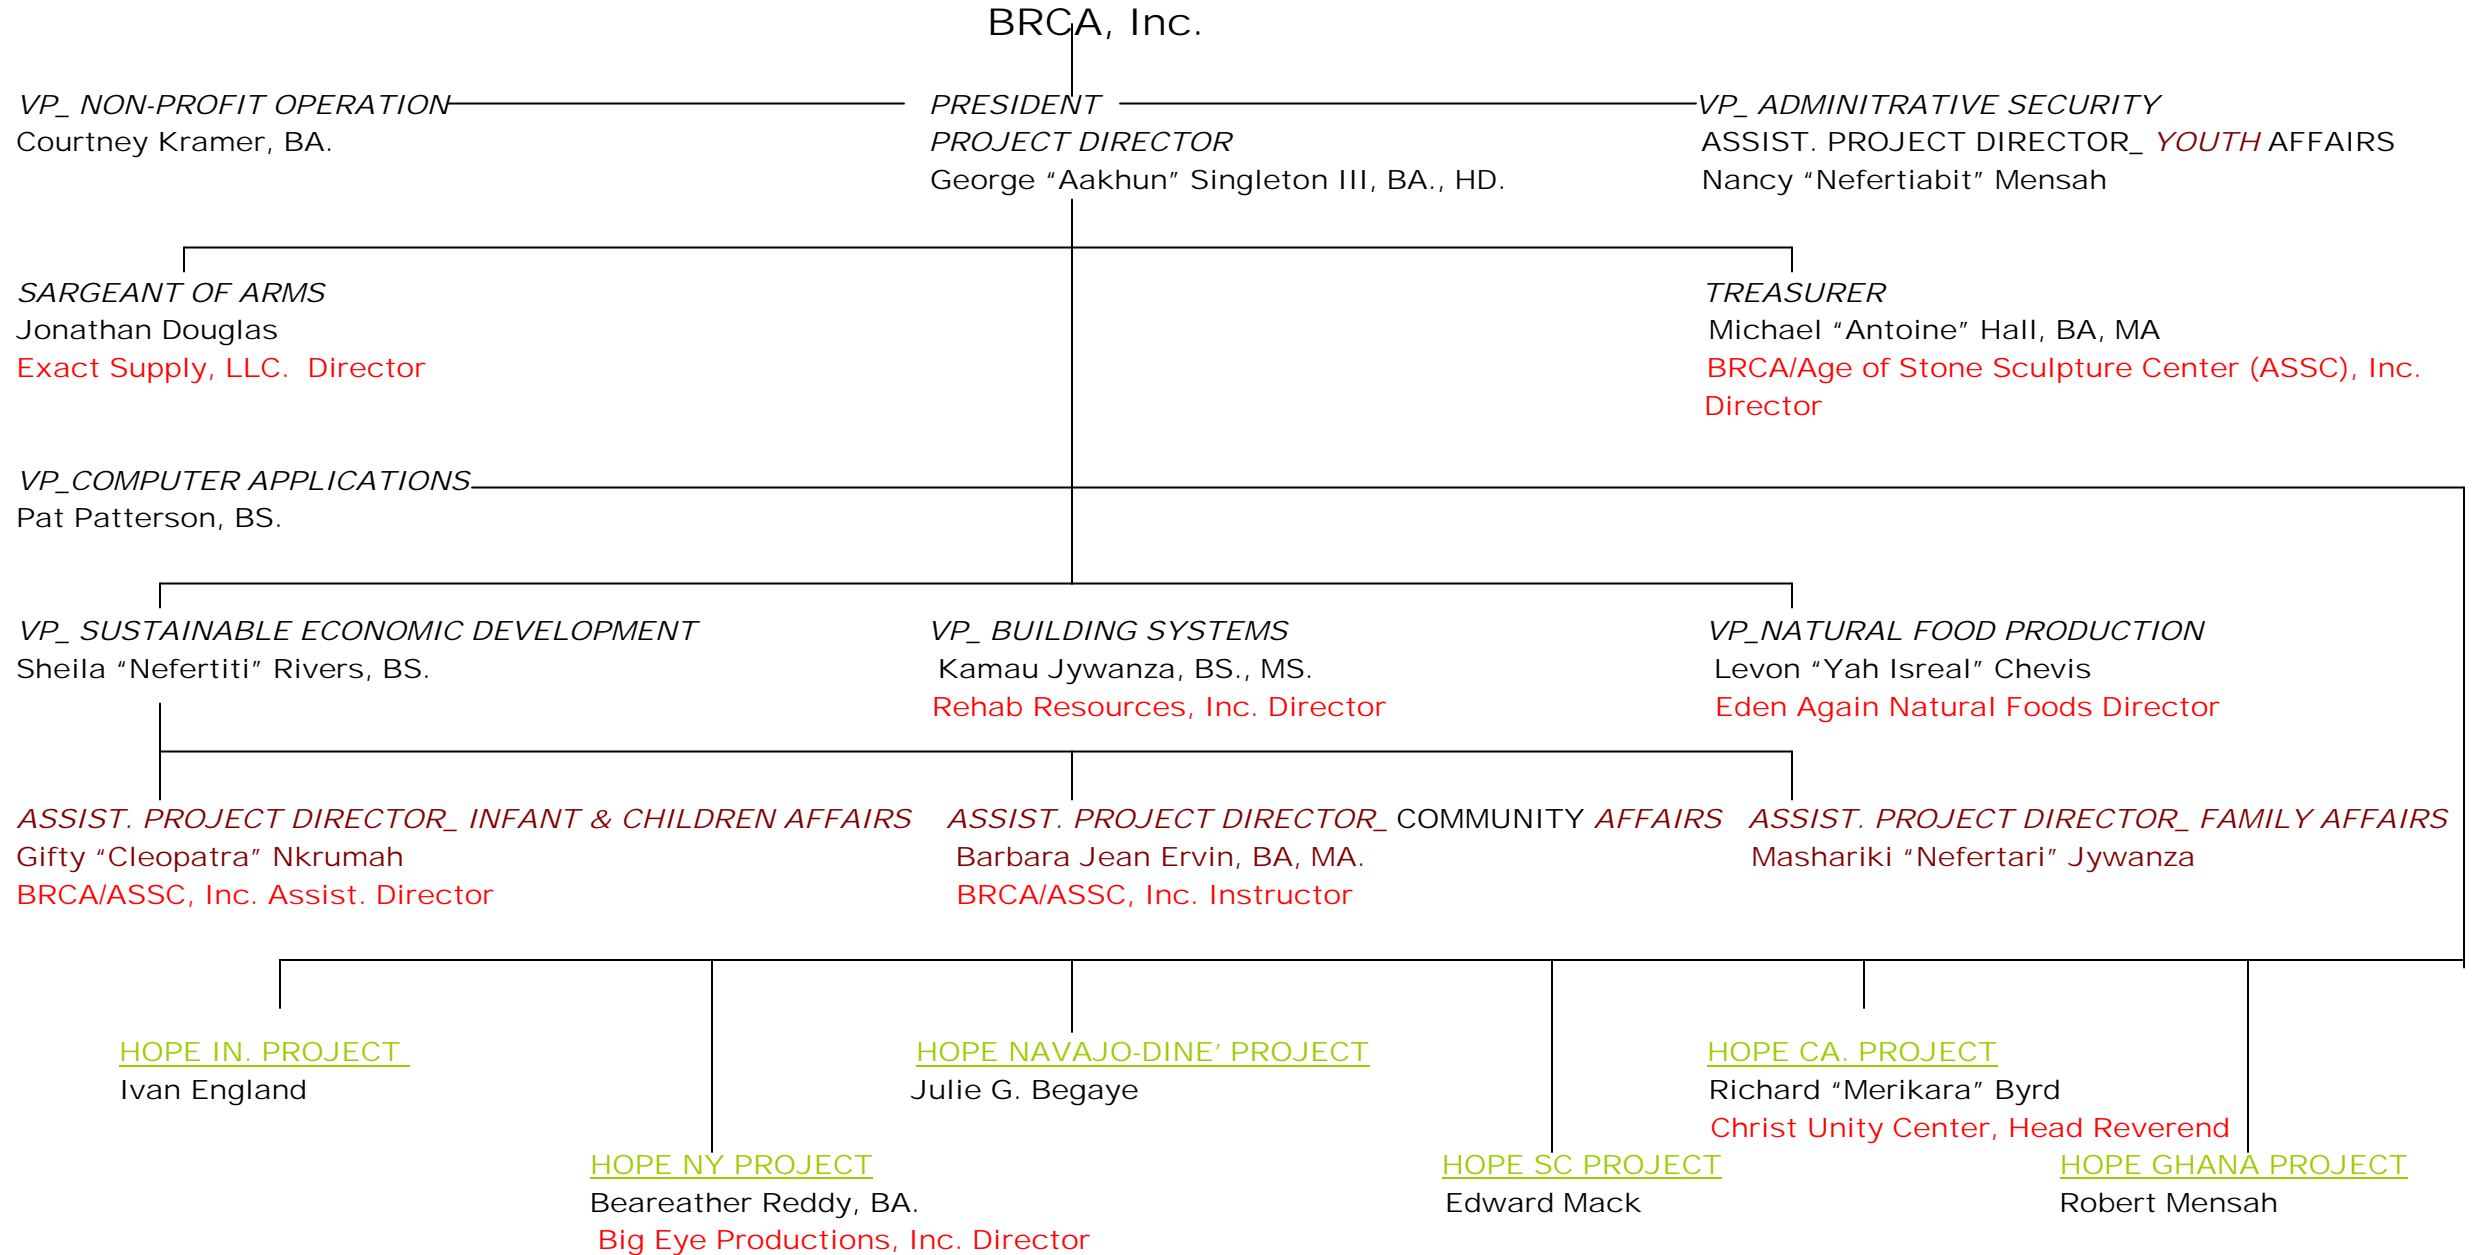 BRCA, Inc.
VP_ NON-PROFIT OPERATION
Courtney Kramer, BA.
PRESIDENT
PROJECT DIRECTOR
George “Aakhun” Singleton III, BA., HD.
VP_ ADMINITRATIVE SECURITY
ASSIST. PROJECT DIRECTOR_ YOUTH AFFAIRS
Nancy “Nefertiabit” Mensah
SARGEANT OF ARMS
Jonathan Douglas
Exact Supply, LLC.  Director
TREASURER
Michael “Antoine” Hall, BA, MA
BRCA/Age of Stone Sculpture Center (ASSC), Inc.
Director
VP_COMPUTER APPLICATIONS
Pat Patterson, BS.
VP_ SUSTAINABLE ECONOMIC DEVELOPMENT
Sheila “Nefertiti” Rivers, BS.
VP_ BUILDING SYSTEMS
Kamau Jywanza, BS., MS.
Rehab Resources, Inc. Director
VP_NATURAL FOOD PRODUCTION
Levon “Yah Isreal” Chevis
Eden Again Natural Foods Director
ASSIST. PROJECT DIRECTOR_ INFANT & CHILDREN AFFAIRS
Gifty “Cleopatra” Nkrumah
BRCA/ASSC, Inc. Assist. Director
ASSIST. PROJECT DIRECTOR_ COMMUNITY AFFAIRS
Barbara Jean Ervin, BA, MA.
BRCA/ASSC, Inc. Instructor
ASSIST. PROJECT DIRECTOR_ FAMILY AFFAIRS
Mashariki “Nefertari” Jywanza
HOPE IN. PROJECT
Ivan England
HOPE NAVAJO-DINE’ PROJECT
Julie G. Begaye
HOPE CA. PROJECT
Richard “Merikara” Byrd
Christ Unity Center, Head Reverend
HOPE NY PROJECT
Beareather Reddy, BA.
Big Eye Productions, Inc. Director
HOPE SC PROJECT
Edward Mack
HOPE GHANA PROJECT
Robert Mensah